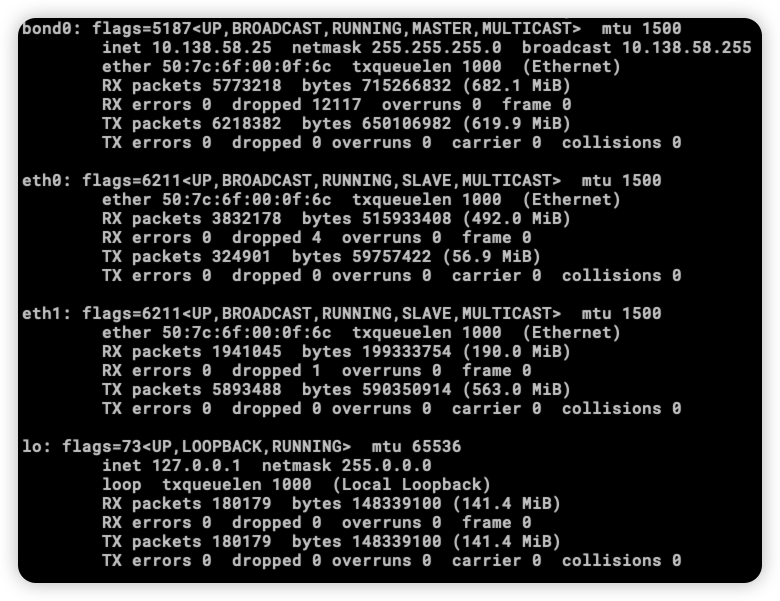 bond0: flags=5187<UP,BROADCAST,RUNNING,MASTER,MULTICAST>  mtu 1500
        inet 10.138.58.25  netmask 255.255.255.0  broadcast 10.138.58.255
        ether 50:7c:6f:00:0f:6c  txqueuelen 1000  (Ethernet)
        RX packets 5773218  bytes 715266832 (682.1 MiB)
        RX errors 0  dropped 12117  overruns 0  frame 0
        TX packets 6218382  bytes 650106982 (619.9 MiB)
        TX errors 0  dropped 0 overruns 0  carrier 0  collisions 0

eth0: flags=6211<UP,BROADCAST,RUNNING,SLAVE,MULTICAST>  mtu 1500
        ether 50:7c:6f:00:0f:6c  txqueuelen 1000  (Ethernet)
        RX packets 3832178  bytes 515933408 (492.0 MiB)
        RX errors 0  dropped 4  overruns 0  frame 0
        TX packets 324901  bytes 59757422 (56.9 MiB)
        TX errors 0  dropped 0 overruns 0  carrier 0  collisions 0

eth1: flags=6211<UP,BROADCAST,RUNNING,SLAVE,MULTICAST>  mtu 1500
        ether 50:7c:6f:00:0f:6c  txqueuelen 1000  (Ethernet)
        RX packets 1941045  bytes 199333754 (190.0 MiB)
        RX errors 0  dropped 1  overruns 0  frame 0
        TX packets 5893488  bytes 590350914 (563.0 MiB)
        TX errors 0  dropped 0 overruns 0  carrier 0  collisions 0

lo: flags=73<UP,LOOPBACK,RUNNING>  mtu 65536
        inet 127.0.0.1  netmask 255.0.0.0
        loop  txqueuelen 1000  (Local Loopback)
        RX packets 180179  bytes 148339100 (141.4 MiB)
        RX errors 0  dropped 0  overruns 0  frame 0
        TX packets 180179  bytes 148339100 (141.4 MiB)
        TX errors 0  dropped 0 overruns 0  carrier 0  collisions 0